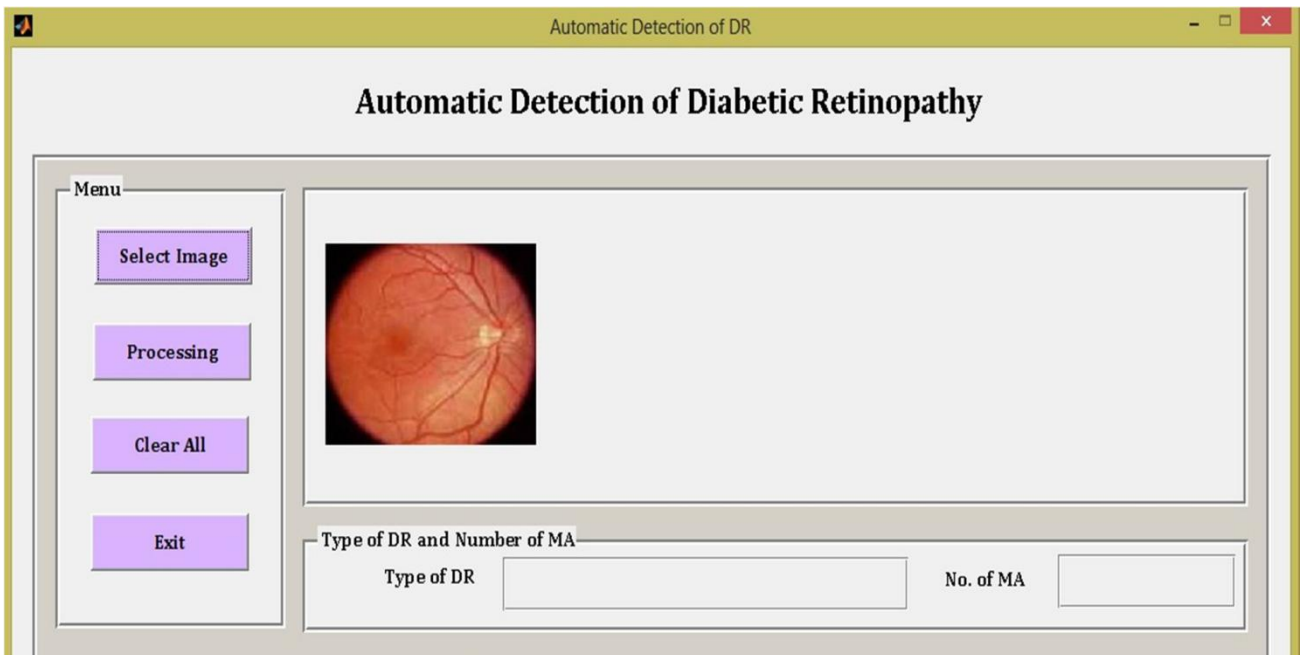 Automatic Detection of DR
Automatic Detection of Diabetic Retinopathy
Menu
Select Image
Processing
Clear All
Exit
Type of DR and Number of MA
Type of DR
No. of MA